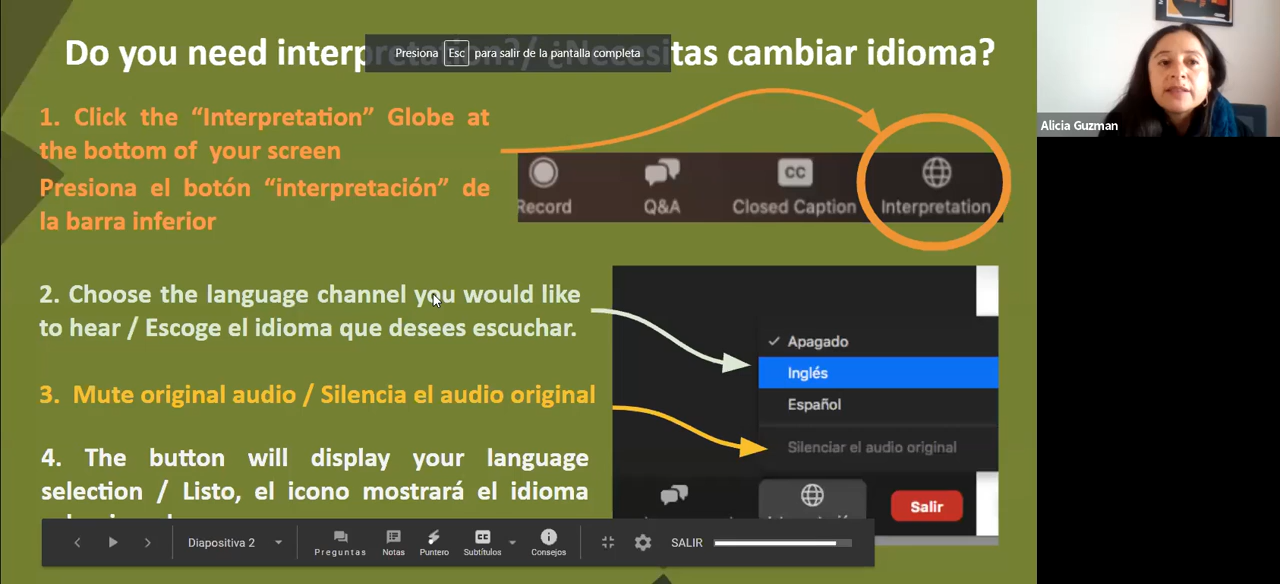 Do you need interpretation?/ ¿Necesitas cambiar idioma?
Presiona Esc para salir de la pantalla completa
Alicia Guzman
1. Click the “Interpretation” Globe at
the bottom of your screen
Presiona el botón “interpretación” de
la barra inferior
Record Q&A Closed Caption Interpretation
CC
2. Choose the language channel you would like
to hear / Escoge el idioma que desees escuchar.
Apagado
Inglés
Español
3. Mute original audio / Silencia el audio original
Silenciar el audio original
4. The button will display your language
selection / Listo, el icono mostrará el idioma
Salir
Diapositiva 2
Preguntas Notas Puntero Subtítulos Consejos
CC
SALIR